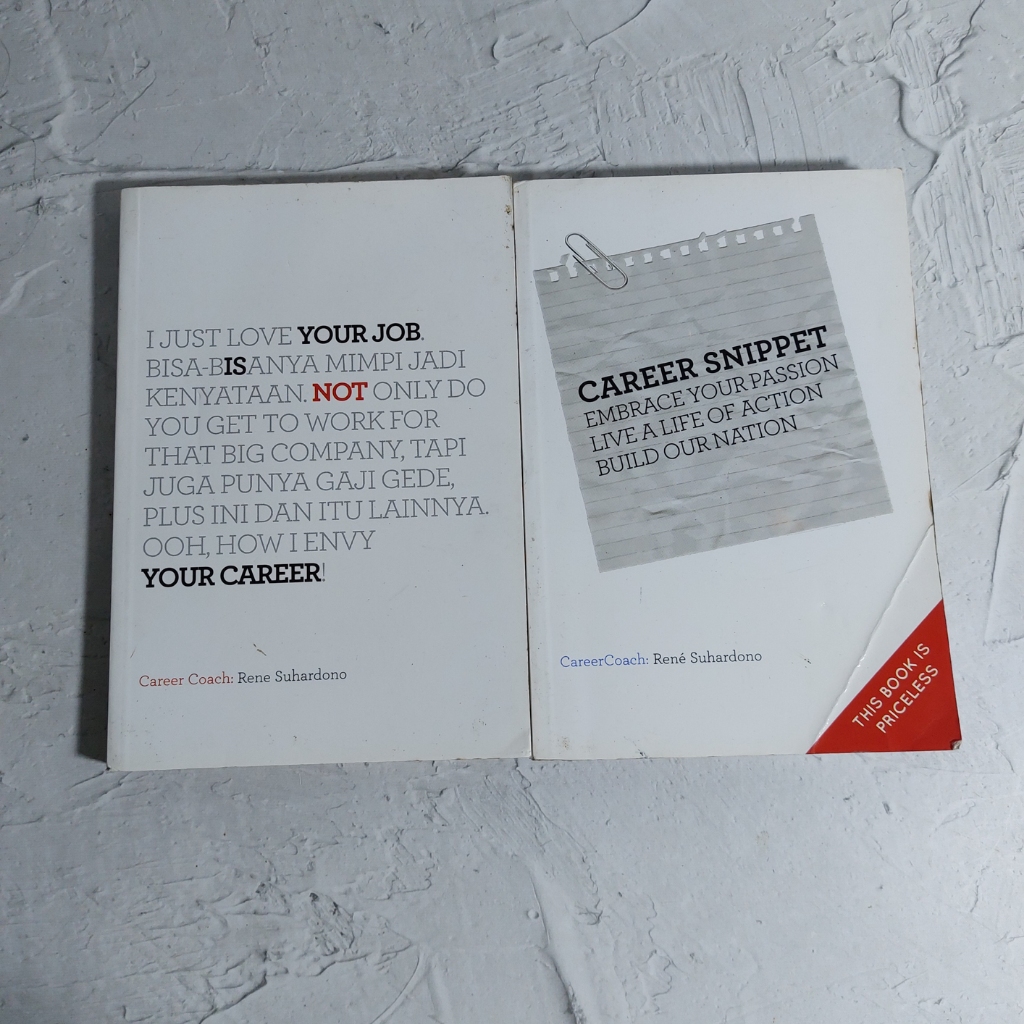 I JUST LOVE YOUR JOB.
BISA-BISANYA MIMPI JADI
KENYATAAN. NOT ONLY DO
YOU GET TO WORK FOR
THAT BIG COMPANY, TAPI
JUGA PUNYA GAJI GEDE,
PLUS INI DAN ITU LAINNYA.
OOH, HOW I ENVY
YOUR CAREER!
Career Coach: Rene Suhardono
CAREER SNIPPET
EMBRACE YOUR PASSION
LIVE A LIFE OF ACTION
BUILD OUR NATION
CareerCoach: René Suhardono
THIS BOOK IS
PRICELESS